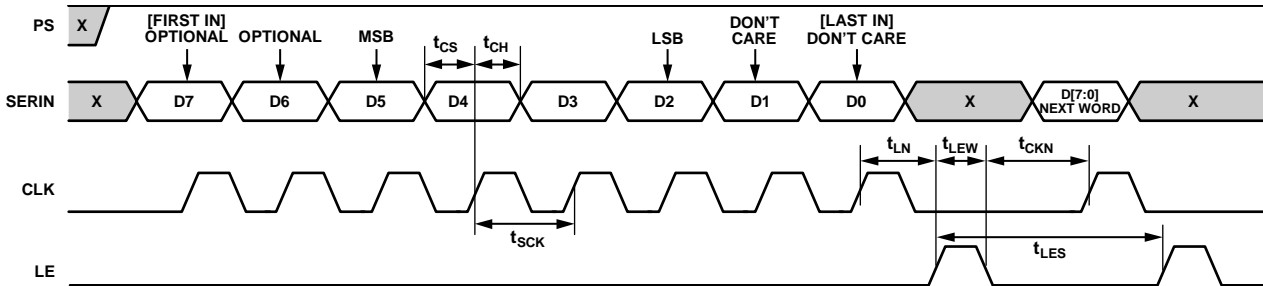 PS X
[FIRST IN]
OPTIONAL
OPTIONAL
MSB
tCS
tCH
LSB
DON'T
CARE
[LAST IN]
DON'T CARE
SERIN X D7 D6 D5 D4 D3 D2 D1 D0 X D[7:0]
NEXT WORD X
tLN tLEW tCKN
CLK
tSCK
tLES
LE